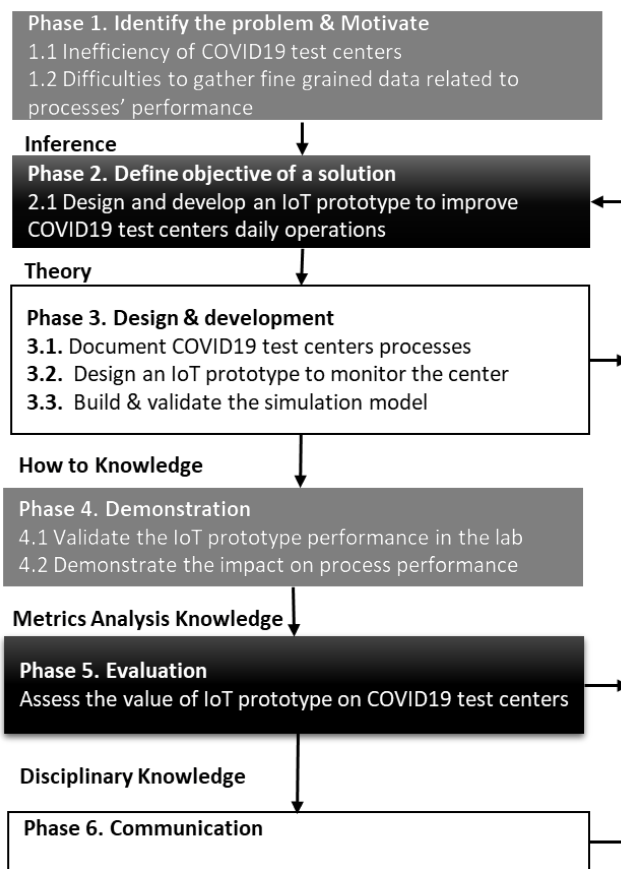 Phase 1. Identify the problem & Motivate
1.1 Inefficiency of COVID19 test centers
1.2 Difficulties to gather fine grained data related to
processes’ performance
Inference
Phase 2. Define objective of a solution
2.1 Design and develop an IoT prototype to improve
COVID19 test centers daily operations
Theory
Phase 3. Design & development
3.1. Document COVID19 test centers processes
3.2. Design an IoT prototype to monitor the center
3.3. Build & validate the simulation model
How to Knowledge
Phase 4. Demonstration
4.1 Validate the IoT prototype performance in the lab
4.2 Demonstrate the impact on process performance
Metrics Analysis Knowledge
Phase 5. Evaluation
Assess the value of IoT prototype on COVID19 test centers
Disciplinary Knowledge
Phase 6. Communication